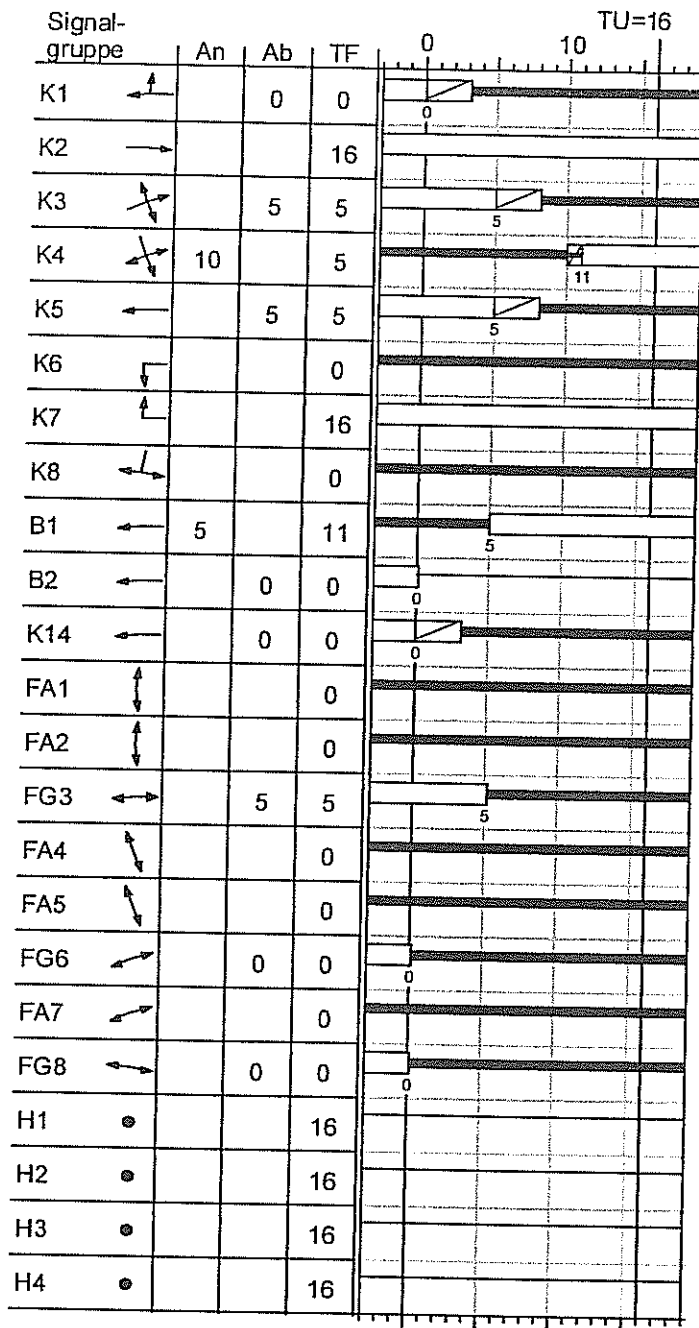 Signal-
gruppe An Ab TF 0 10 TU=16
K1 0 0
0
K2 16
K3 5 5
5
K4 10 5
11
K5 5 5
5
K6 0
K7 16
K8 0
B1 5 11
5
B2 0 0
0
K14 0 0
0
FA1 0
FA2 0
FG3 5 5
5
FA4 0
FA5 0
FG6 0 0
0
FA7 0
FG8 0 0
0
H1 16
H2 16
H3 16
H4 16